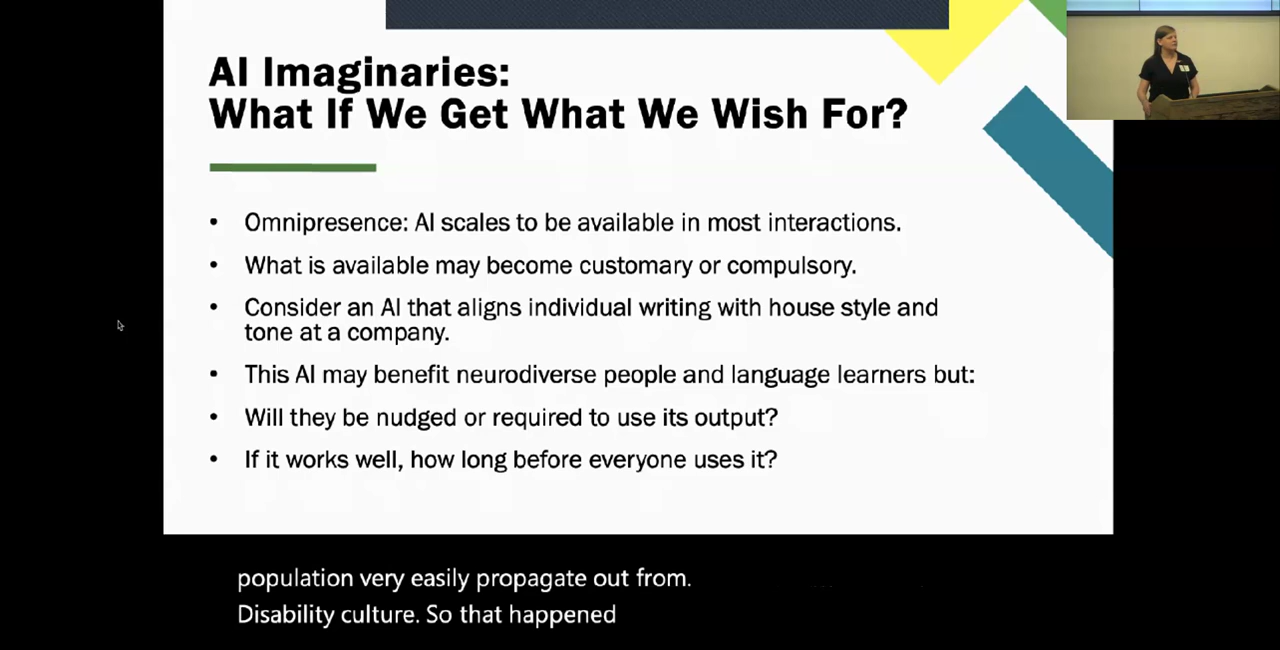 AI Imaginaries:
What If We Get What We Wish For?
• Omnipresence: AI scales to be available in most interactions.
• What is available may become customary or compulsory.
• Consider an AI that aligns individual writing with house style and
tone at a company.
• This AI may benefit neurodiverse people and language learners but:
• Will they be nudged or required to use its output?
• If it works well, how long before everyone uses it?
population very easily propagate out from.
Disability culture. So that happened